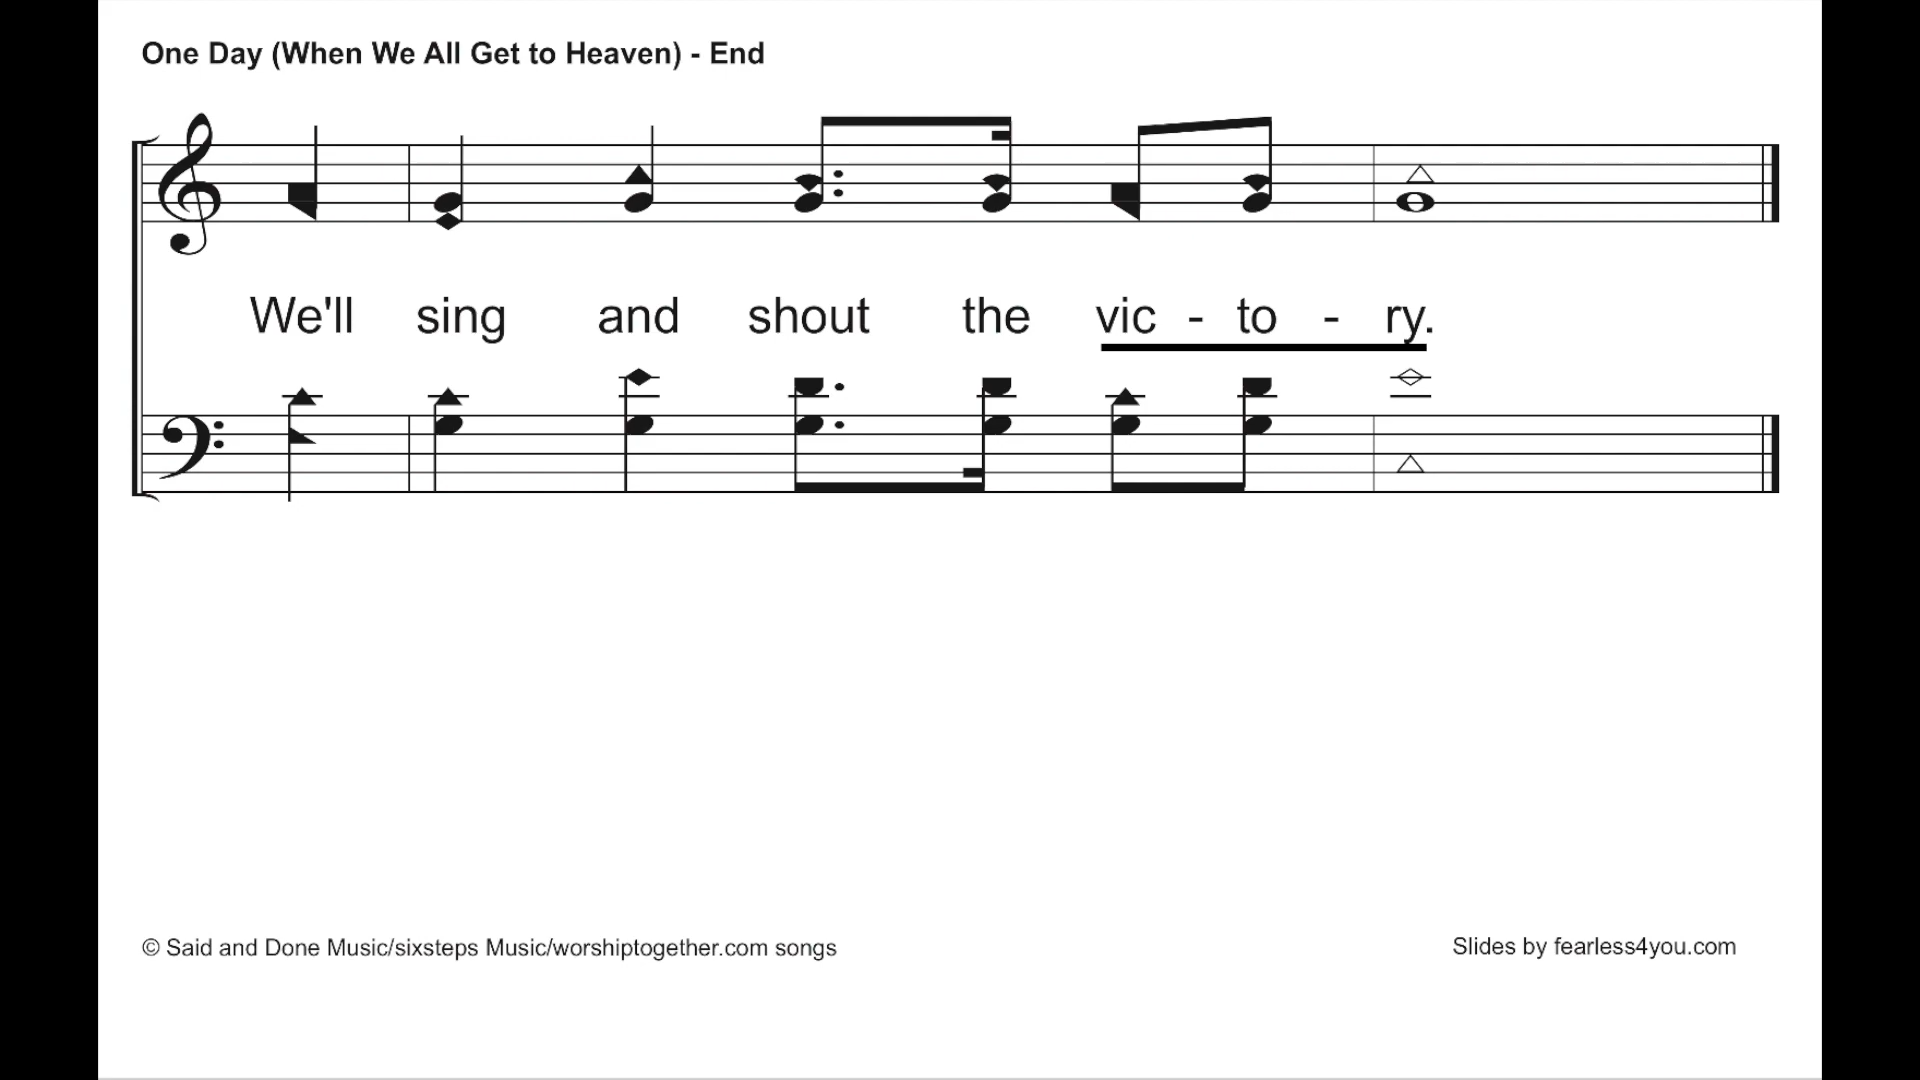 One Day (When We All Get to Heaven) - End
We'll sing and shout the vic - to - ry.
© Said and Done Music/sixsteps Music/worshiptogether.com songs
Slides by fearless4you.com